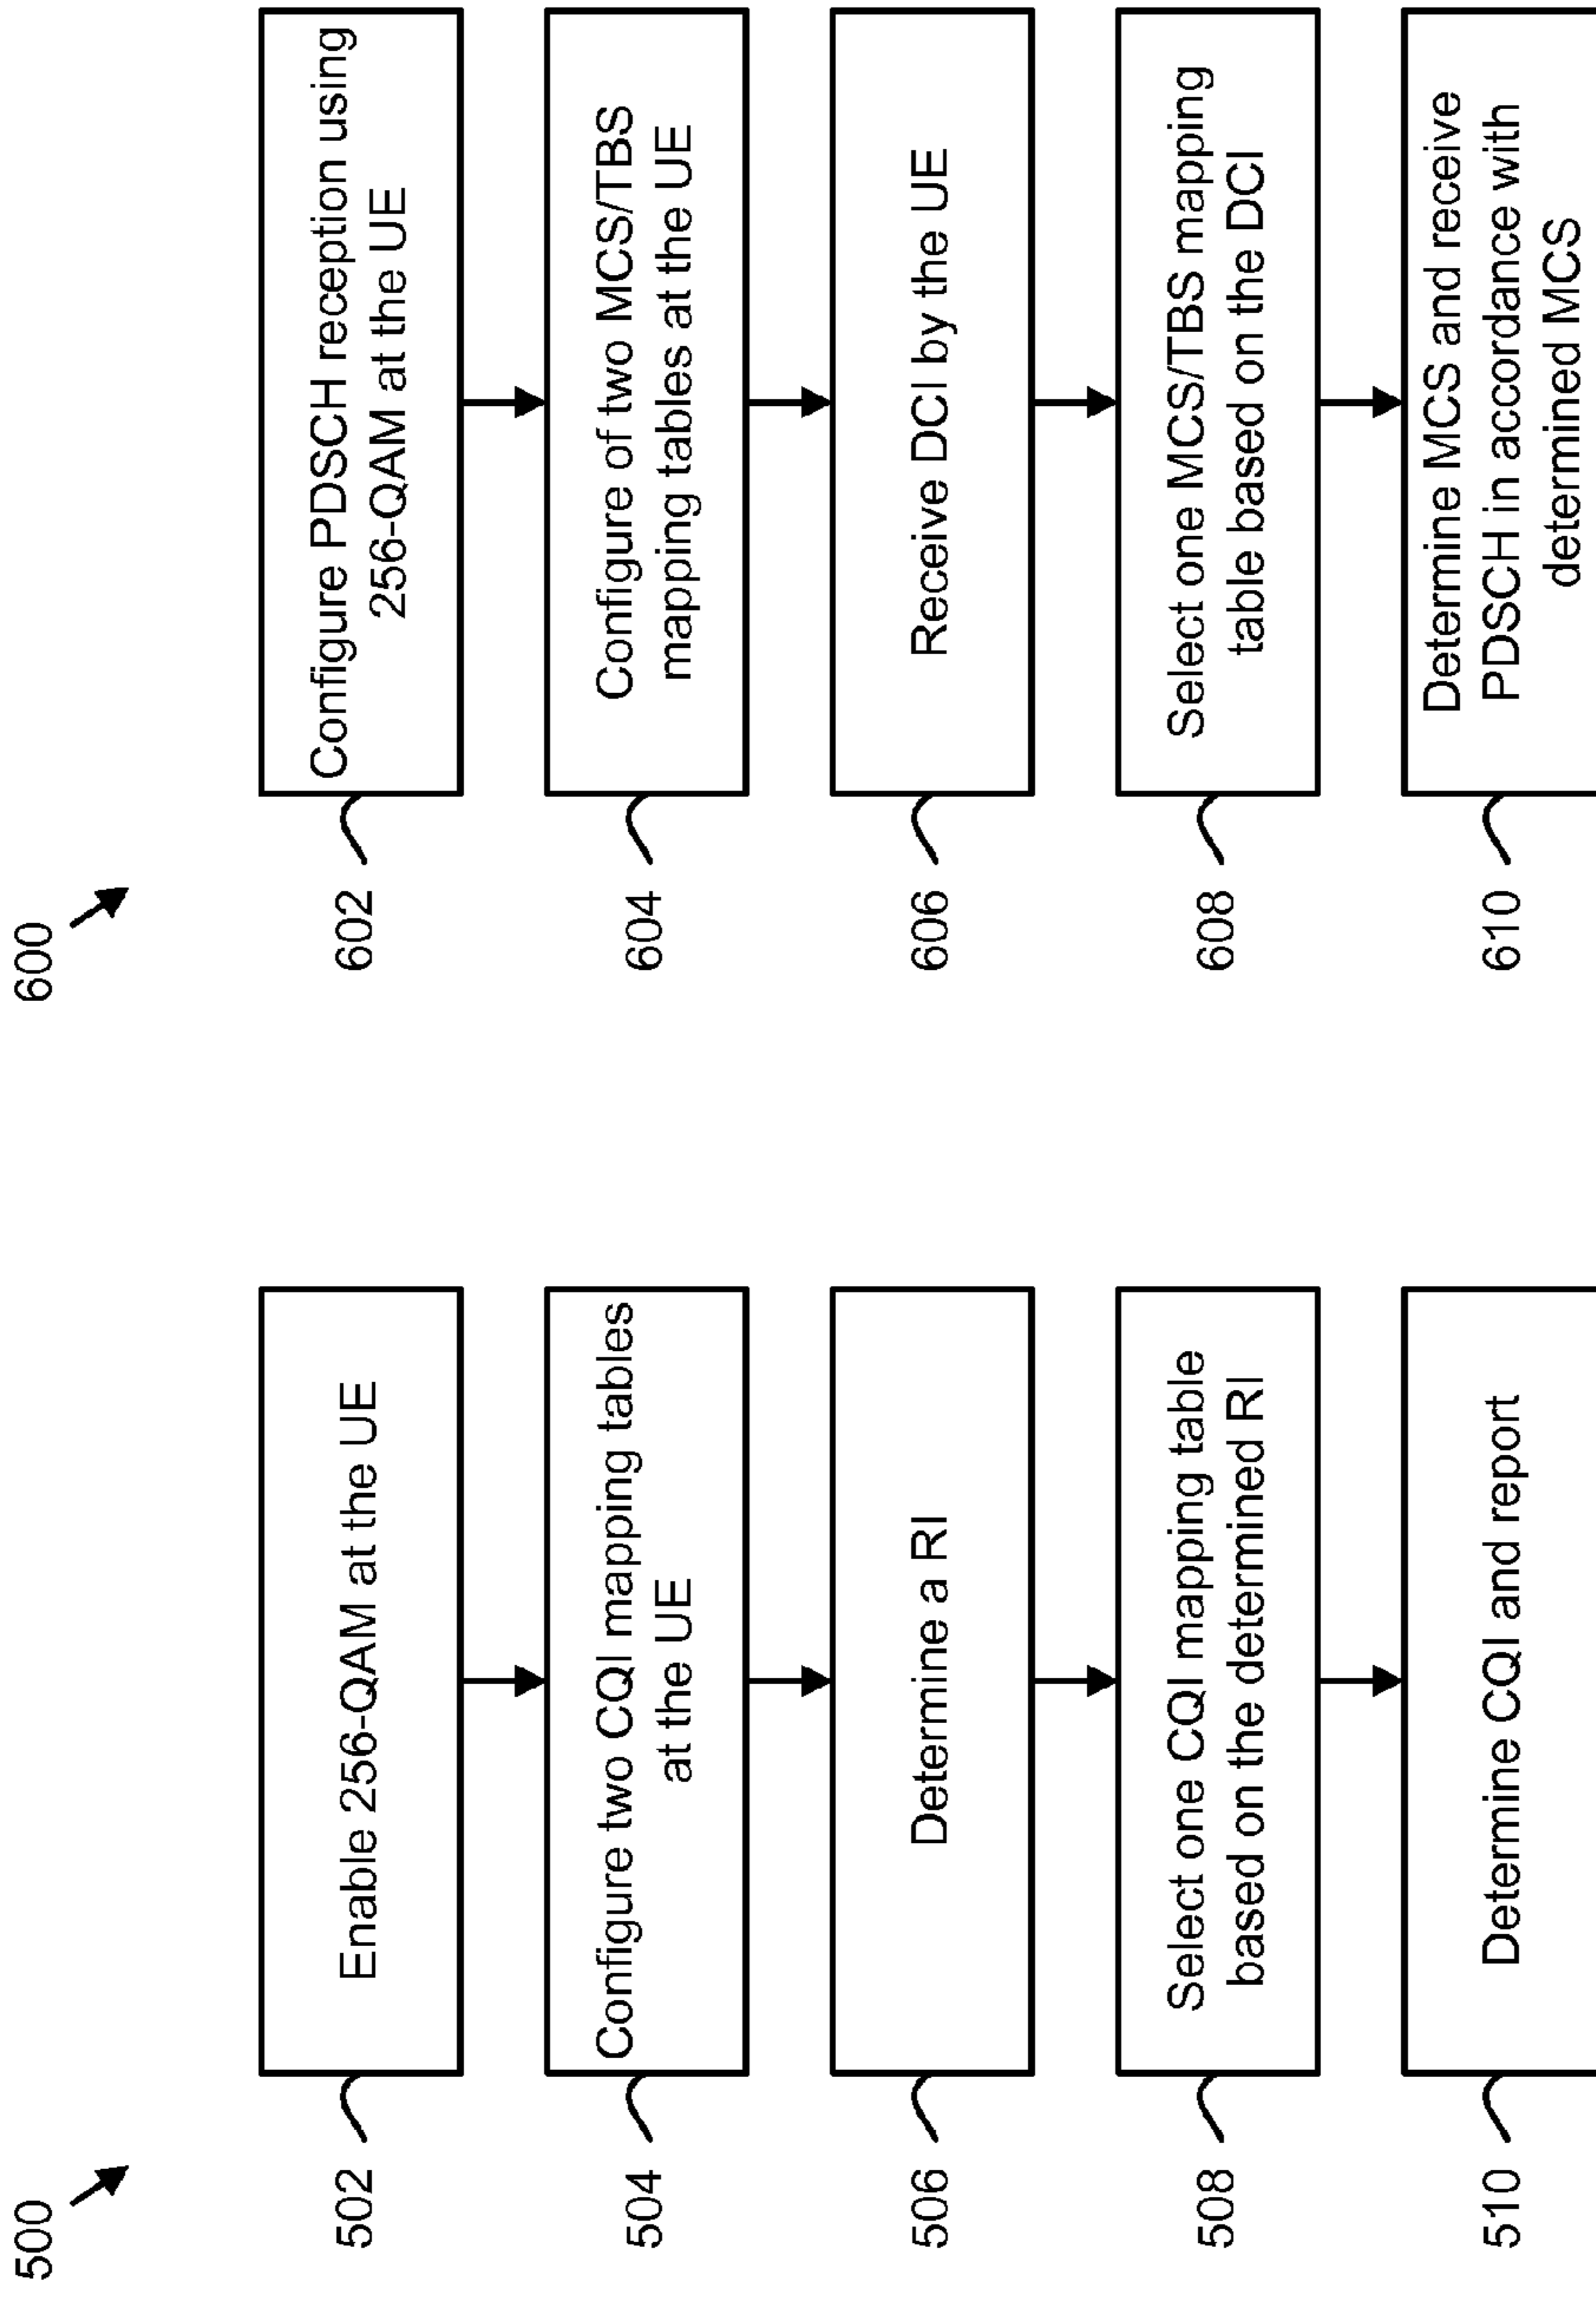 500
502
Enable 256-QAM at the UE
504
Configure two CQI mapping tables
at the UE
506
Determine a RI
508
Select one CQI mapping table
based on the determined RI
510
Determine CQI and report
600
602
Configure PDSCH reception using
256-QAM at the UE
604
Configure of two MCS/TBS
mapping tables at the UE
606
Receive DCI by the UE
608
Select one MCS/TBS mapping
table based on the DCI
610
Determine MCS and receive
PDSCH in accordance with
determined MCS